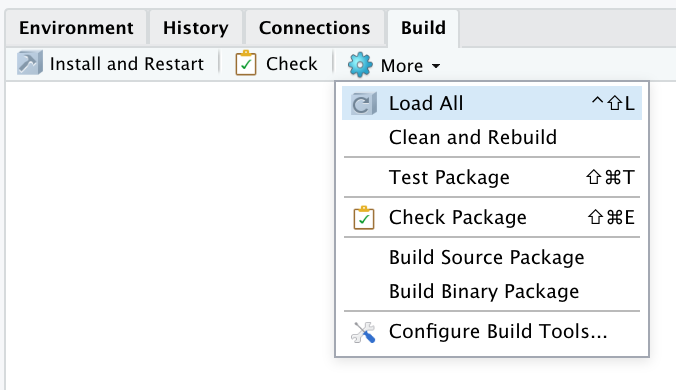 Environment History Connections Build
Install and Restart Check More
Load All ^⇧L
Clean and Rebuild
Test Package ⇧⌘T
Check Package ⇧⌘E
Build Source Package
Build Binary Package
Configure Build Tools...